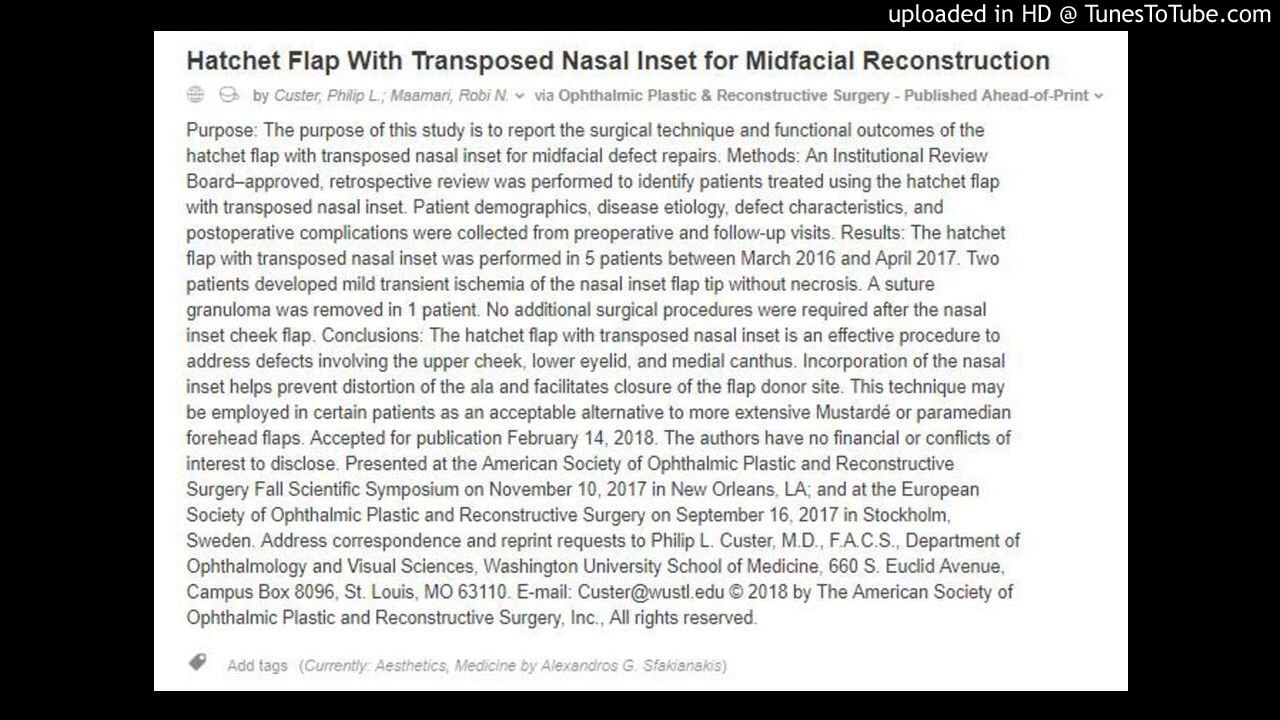 uploaded in HD @ TunesToTube.com
Hatchet Flap With Transposed Nasal Inset for Midfacial Reconstruction
by Custer, Philip L.; Maamari, Robi N. via Ophthalmic Plastic & Reconstructive Surgery - Published Ahead-of-Print
Purpose: The purpose of this study is to report the surgical technique and functional outcomes of the
hatchet flap with transposed nasal inset for midfacial defect repairs. Methods: An Institutional Review
Board–approved, retrospective review was performed to identify patients treated using the hatchet flap
with transposed nasal inset. Patient demographics, disease etiology, defect characteristics, and
postoperative complications were collected from preoperative and follow-up visits. Results: The hatchet
flap with transposed nasal inset was performed in 5 patients between March 2016 and April 2017. Two
patients developed mild transient ischemia of the nasal inset flap tip without necrosis. A suture
granuloma was removed in 1 patient. No additional surgical procedures were required after the nasal
inset cheek flap. Conclusions: The hatchet flap with transposed nasal inset is an effective procedure to
address defects involving the upper cheek, lower eyelid, and medial canthus. Incorporation of the nasal
inset helps prevent distortion of the ala and facilitates closure of the flap donor site. This technique may
be employed in certain patients as an acceptable alternative to more extensive Mustardé or paramedian
forehead flaps. Accepted for publication February 14, 2018. The authors have no financial or conflicts of
interest to disclose. Presented at the American Society of Ophthalmic Plastic and Reconstructive
Surgery Fall Scientific Symposium on November 10, 2017 in New Orleans, LA; and at the European
Society of Ophthalmic Plastic and Reconstructive Surgery on September 16, 2017 in Stockholm,
Sweden. Address correspondence and reprint requests to Philip L. Custer, M.D., F.A.C.S., Department of
Ophthalmology and Visual Sciences, Washington University School of Medicine, 660 S. Euclid Avenue,
Campus Box 8096, St. Louis, MO 63110. E-mail: Custer@wustl.edu © 2018 by The American Society of
Ophthalmic Plastic and Reconstructive Surgery, Inc., All rights reserved.
Add tags (Currently: Aesthetics, Medicine by Alexandros G. Sfakianakis)